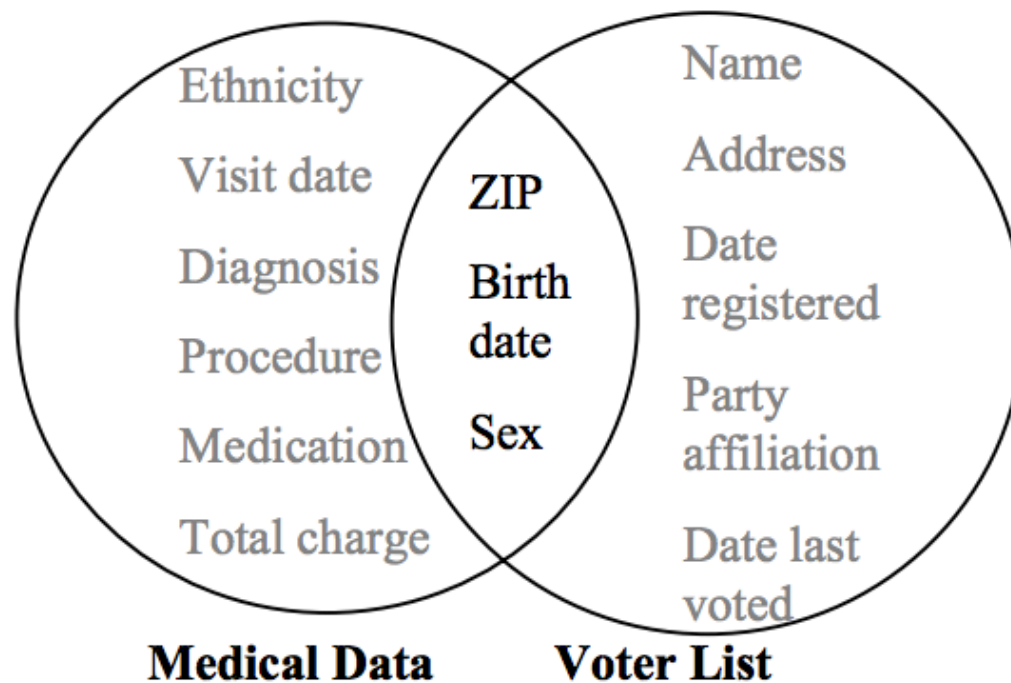 Ethnicity
Visit date
Diagnosis
Procedure
Medication
Total charge
ZIP
Birth
date
Sex
Name
Address
Date
registered
Party
affiliation
Date last
voted
Medical Data
Voter List